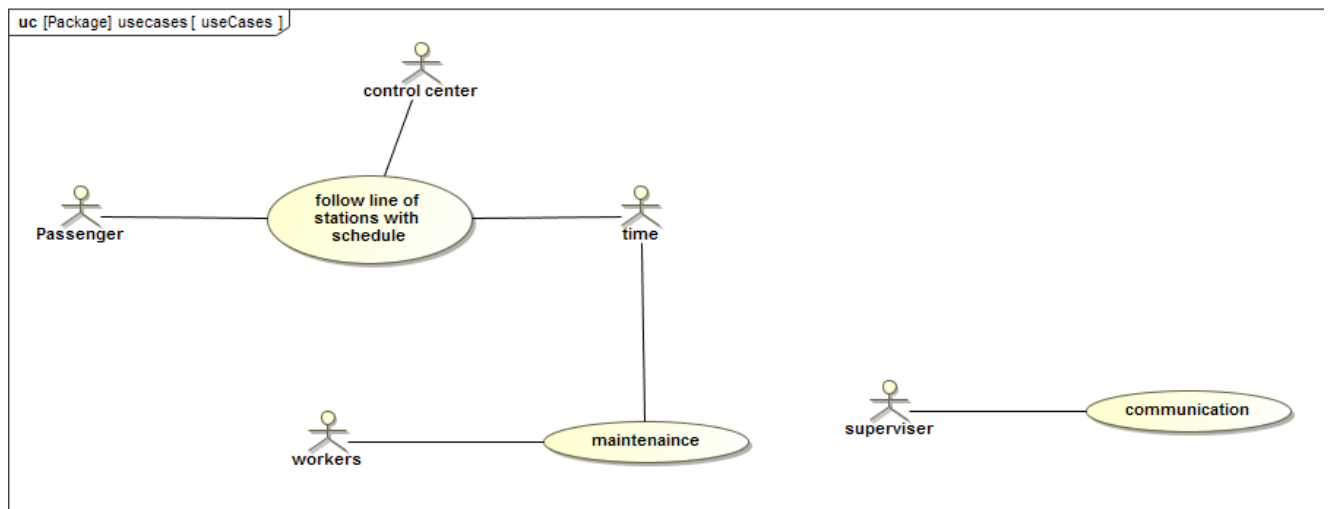 uc [Package] usecases [ useCases ]
control center
follow line of
stations with
schedule
Passenger
time
workers
maintenaince
superviser
communication